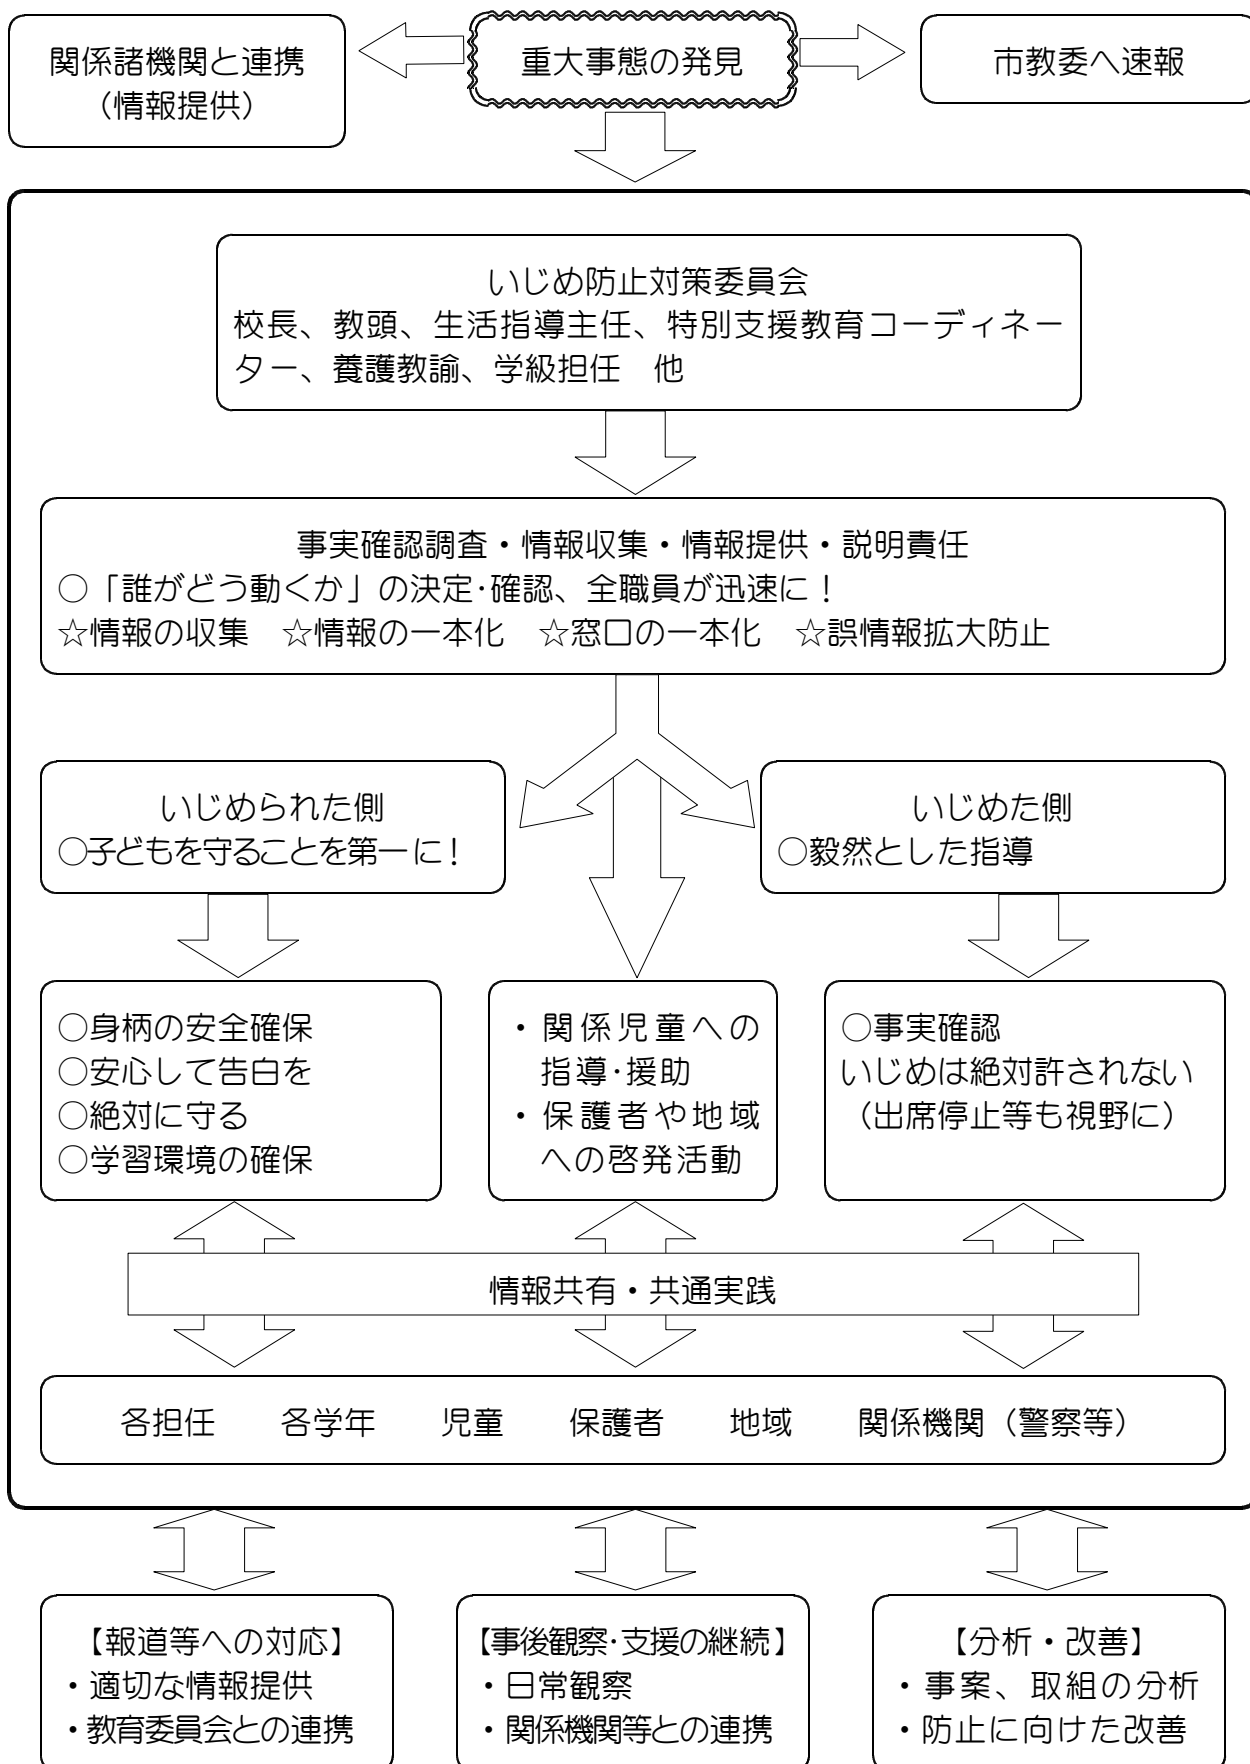 関係諸機関と連携
(情報提供)
重大事態の発見
市教委へ速報
いじめ防止対策委員会
校長、教頭、生活指導主任、特別支援教育コーディネー
ター、養護教諭、学級担任　他
事実確認調査・情報収集・情報提供・説明責任
○「誰がどう動くか」の決定･確認、全職員が迅速に！
☆情報の収集　☆情報の一本化　☆窓口の一本化　☆誤情報拡大防止
いじめられた側
○子どもを守ることを第一に！
いじめた側
○毅然とした指導
○身柄の安全確保
○安心して告白を
○絶対に守る
○学習環境の確保
・関係児童への
指導･援助
・保護者や地域
への啓発活動
○事実確認
いじめは絶対許されない
（出席停止等も視野に）
情報共有・共通実践
各担任　　各学年　　児童　　保護者　　地域　　関係機関（警察等）
【報道等への対応】
・適切な情報提供
・教育委員会との連携
【事後観察･支援の継続】
・日常観察
・関係機関等との連携
【分析・改善】
・事案、取組の分析
・防止に向けた改善